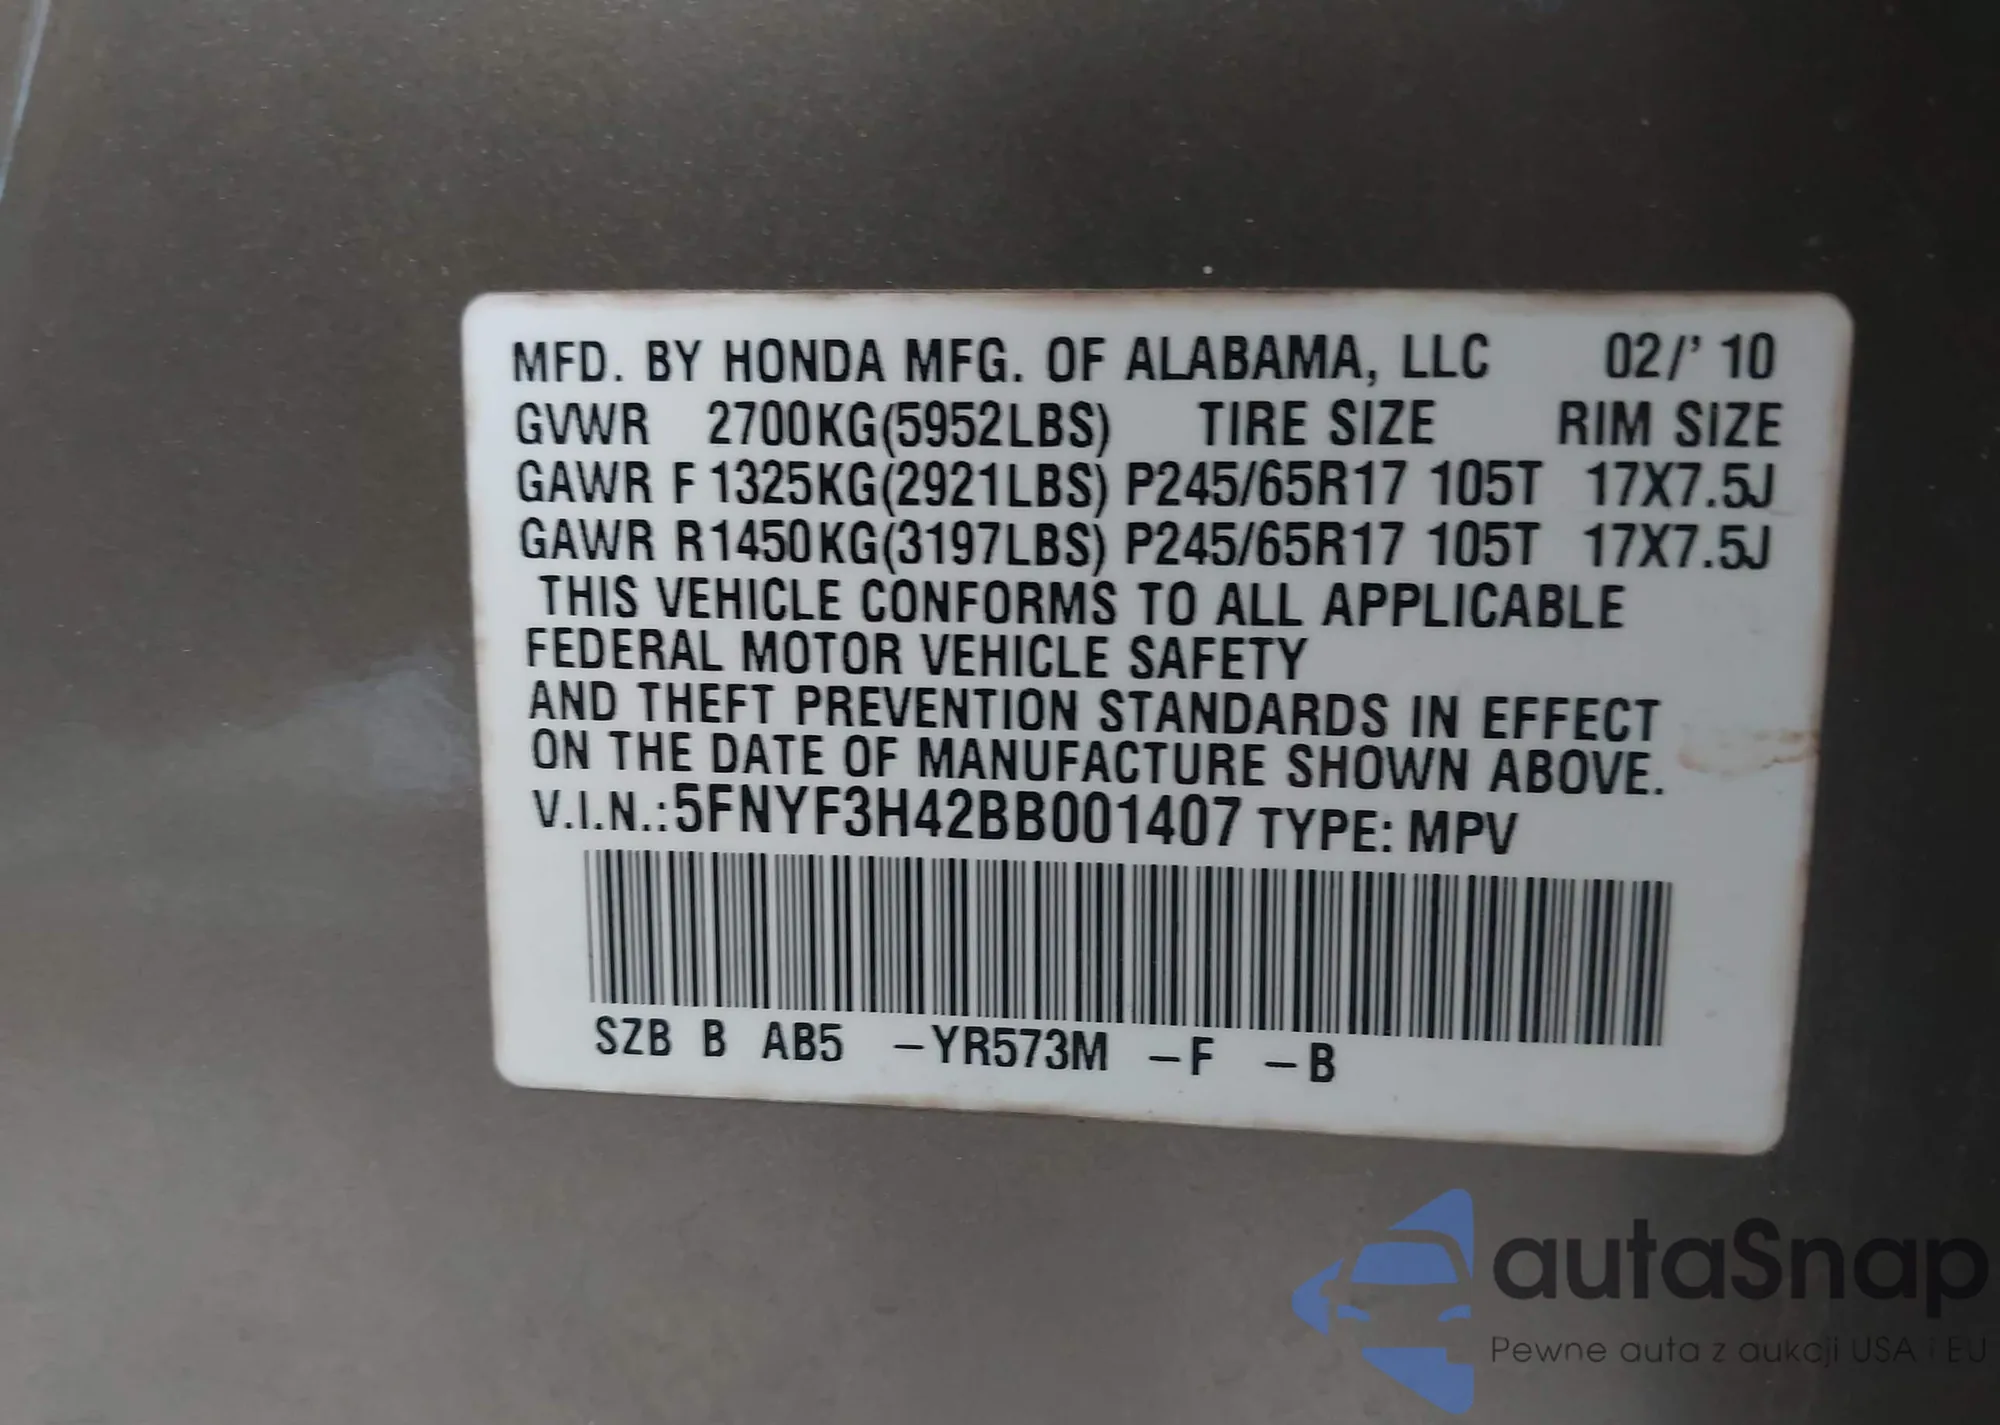 MFD. BY HONDA MFG. OF ALABAMA, LLC 02/' 10
GVWR 2700KG(5952LBS) TIRE SIZE RIM SIZE
GAWR F 1325KG(2921LBS) P245/65R17 105T 17X7.5J
GAWR R1450KG(3197LBS) P245/65R17 105T 17X7.5J
THIS VEHICLE CONFORMS TO ALL APPLICABLE
FEDERAL MOTOR VEHICLE SAFETY
AND THEFT PREVENTION STANDARDS IN EFFECT
ON THE DATE OF MANUFACTURE SHOWN ABOVE.
V.I.N.:5FNYF3H42BB001407 TYPE: MPV
SZB B AB5 -YR573M -F -B
autaSnap
Pewne auta z aukcji USA i EU